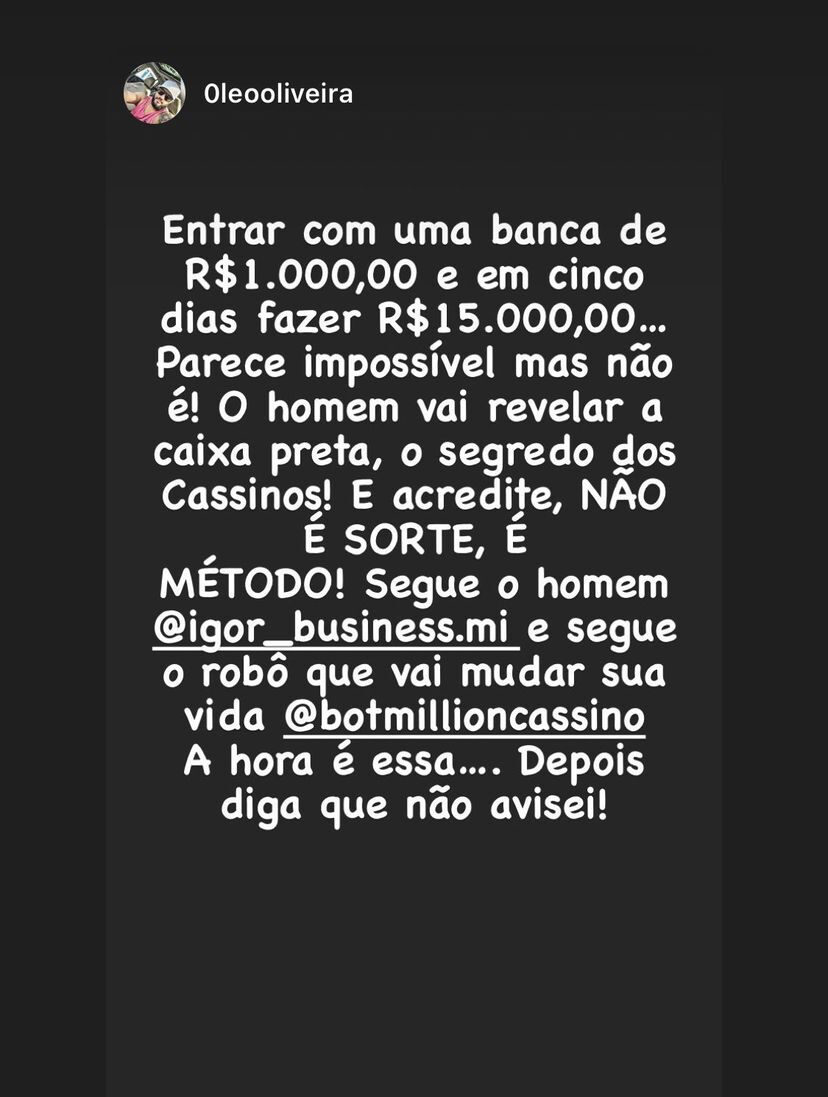 0leooliveira
Entrar com uma banca de
R$1.000,00 e em cinco
dias fazer R$15.000,00...
Parece impossível mas não
é! O homem vai revelar a
caixa preta, o segredo dos
Cassinos! E acredite, NÃO
É SORTE, É
MÉTODO! Segue o homem
@igor_business.mi e segue
o robô que vai mudar sua
vida @botmillioncassino
A hora é essa.... Depois
diga que não avisei!